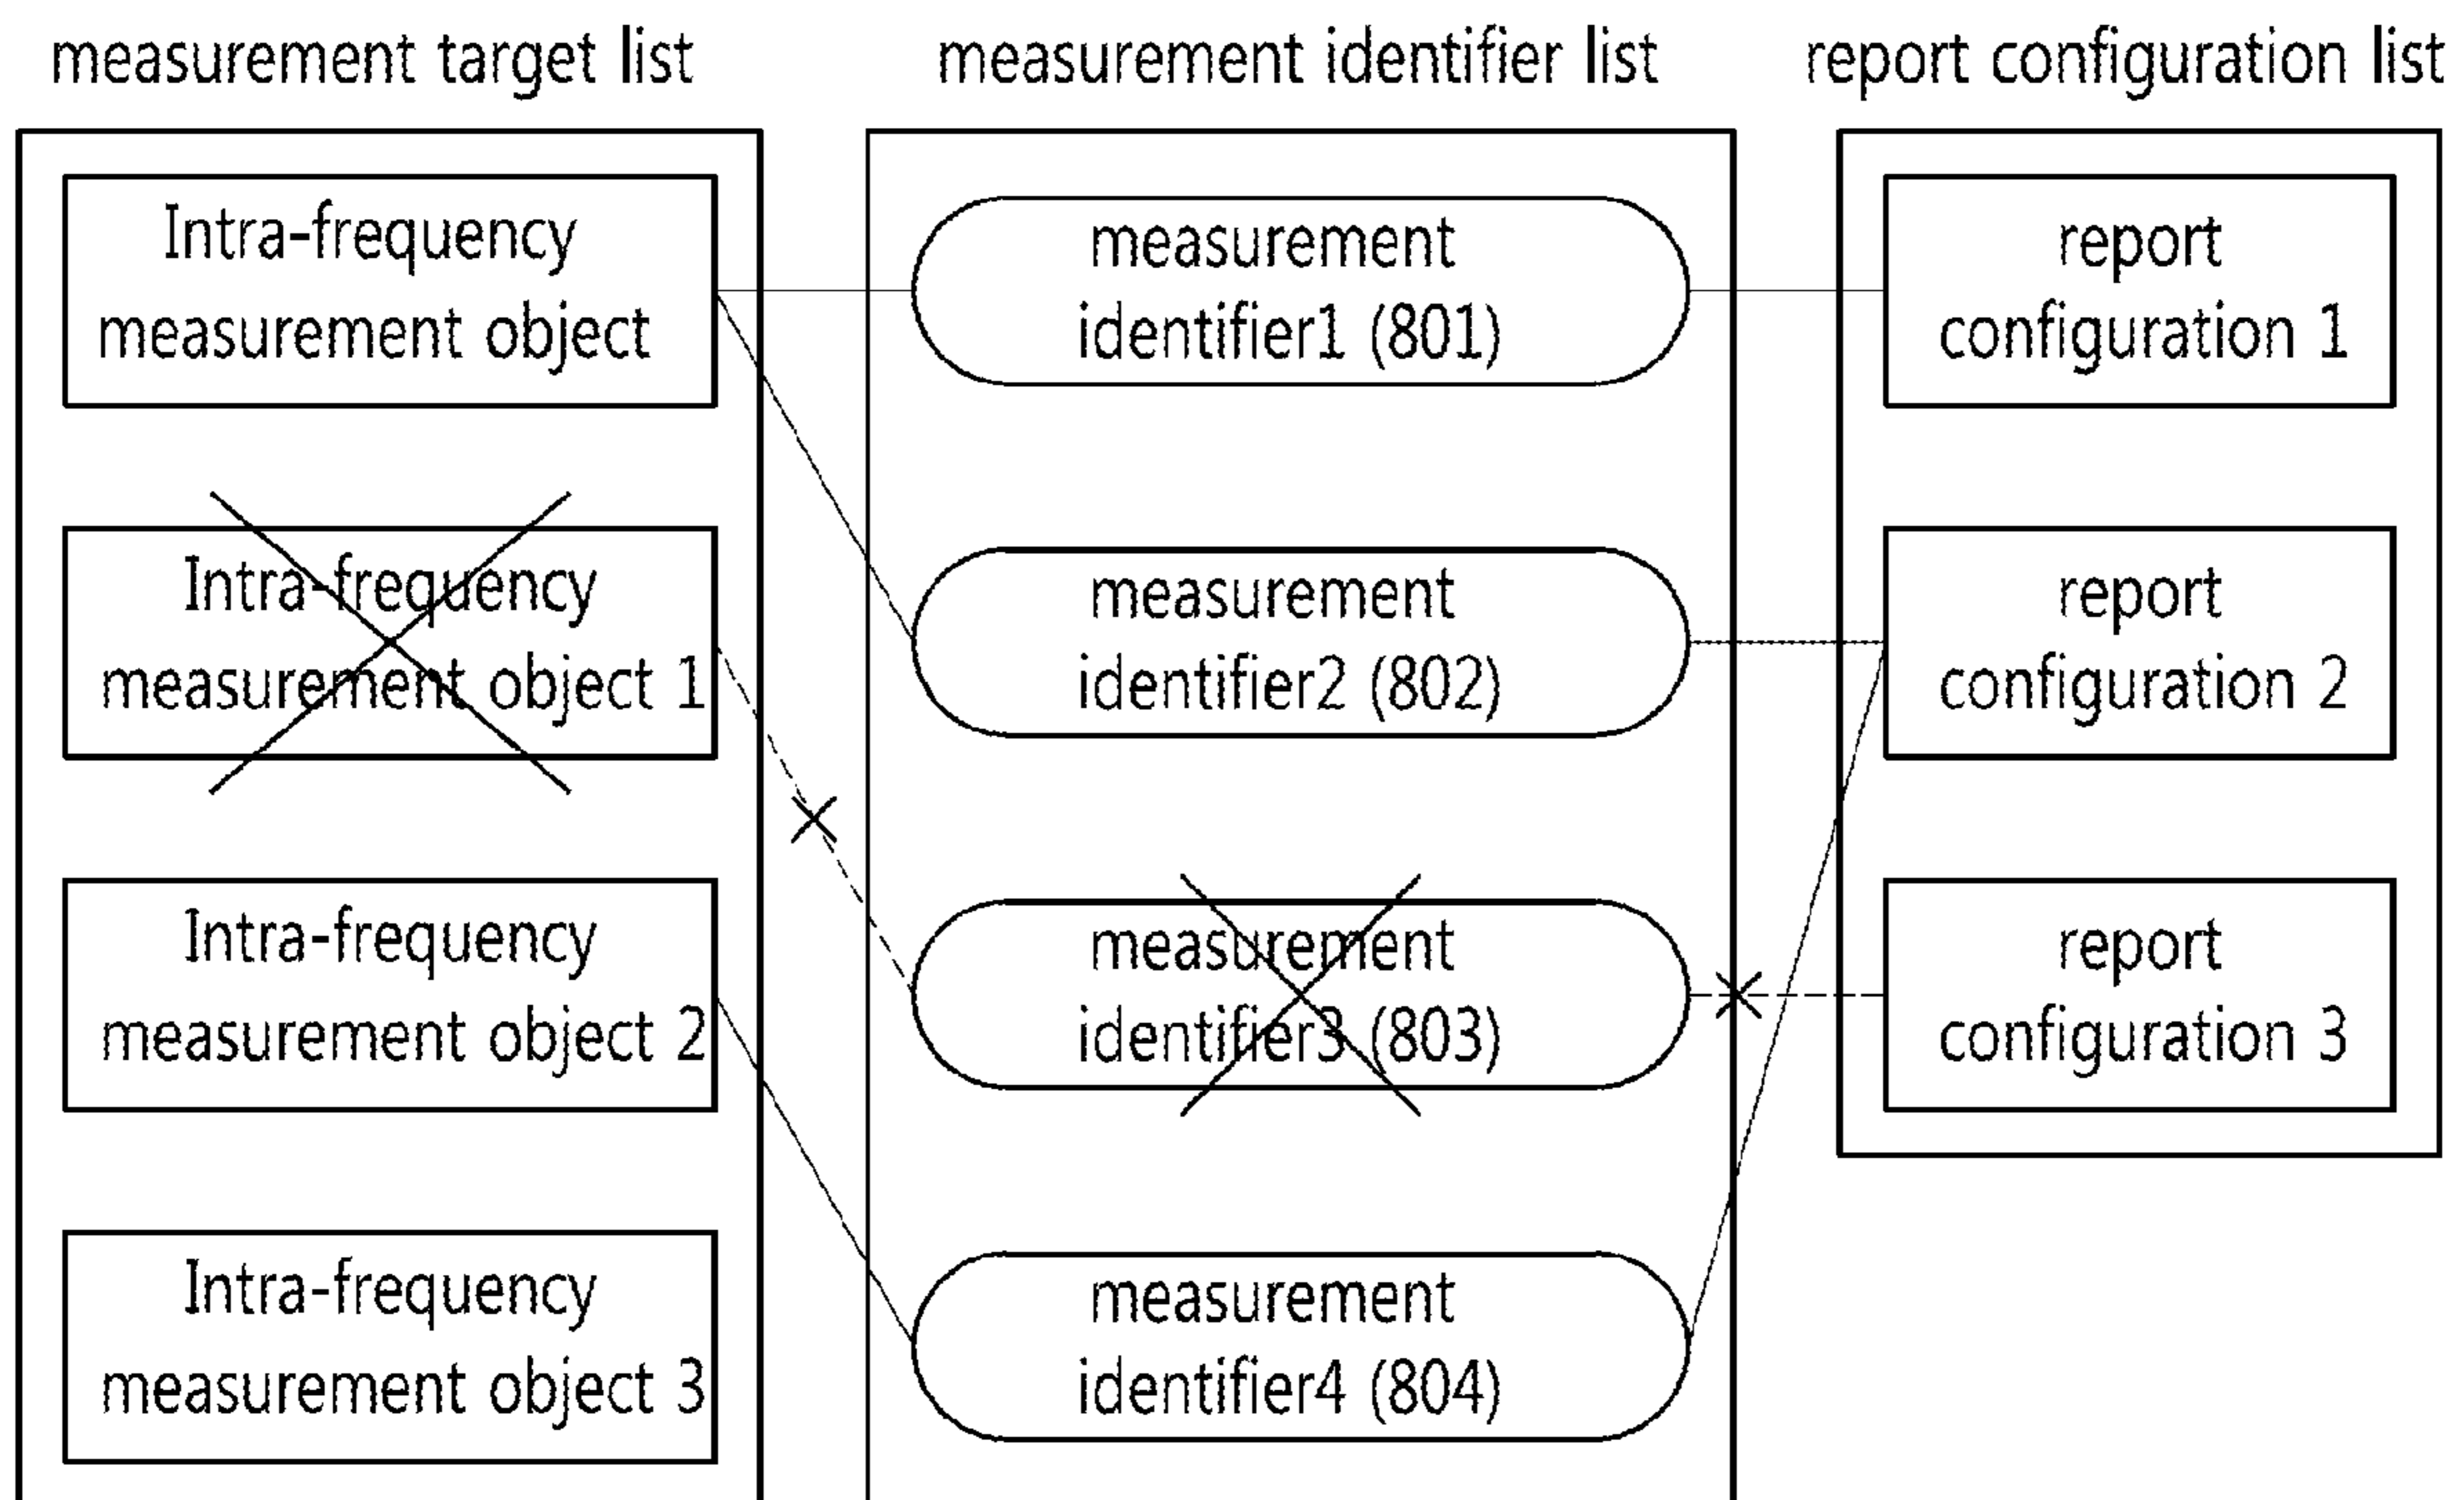 measurement target list
measurement identifier list
report configuration list
Intra-frequency
measurement object
measurement
identifier1 (801)
report
configuration 1
Intra-frequency
measurement object 1
measurement
identifier2 (802)
report
configuration 2
Intra-frequency
measurement object 2
measurement
identifier3 (803)
report
configuration 3
Intra-frequency
measurement object 3
measurement
identifier4 (804)